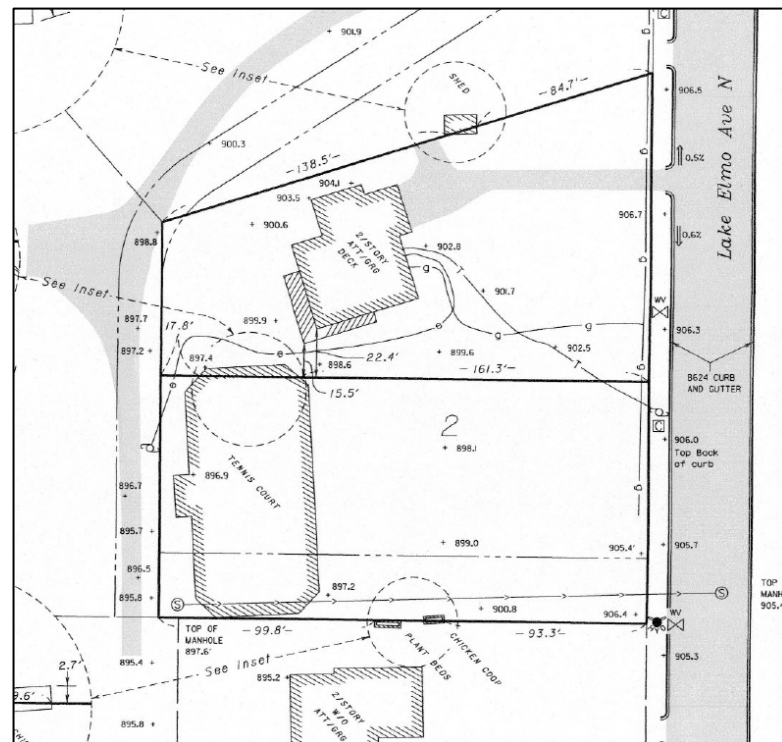 901.9
See Inset
SHED
-84.7'-
906.5
C
g
Lake Elmo Ave N
0.5%
900.3
-138.5'-
904.1
903.5
900.6
906.7
898.8
2/STORY
ATT/GRG
DECK
902.8
0.6%
g
g
See Inset
901.7
T
WV
899.9
897.7
17.8'
e
g
g
906.3
897.2
e
22.4'
899.6
902.5
T
897.4
898.6
-161.3'-
B624 CURB
AND GUTTER
e
15.5'
2
C
906.0
Top Back
of curb
898.1
g
TENNIS COURT
896.9
896.7
895.7
899.0
905.4'
905.7
896.5
895.8
S
897.2
900.8
906.4
S
TOP
MANH
905.4
WV
TOP OF
MANHOLE
897.6'
-99.8'-
-93.3'-
PLANT BEDS
CHICKEN COOP
895.4
See Inset
895.2
905.3
2.7'
9.6'
2/STORY
W/O
ATT/GRG
895.8